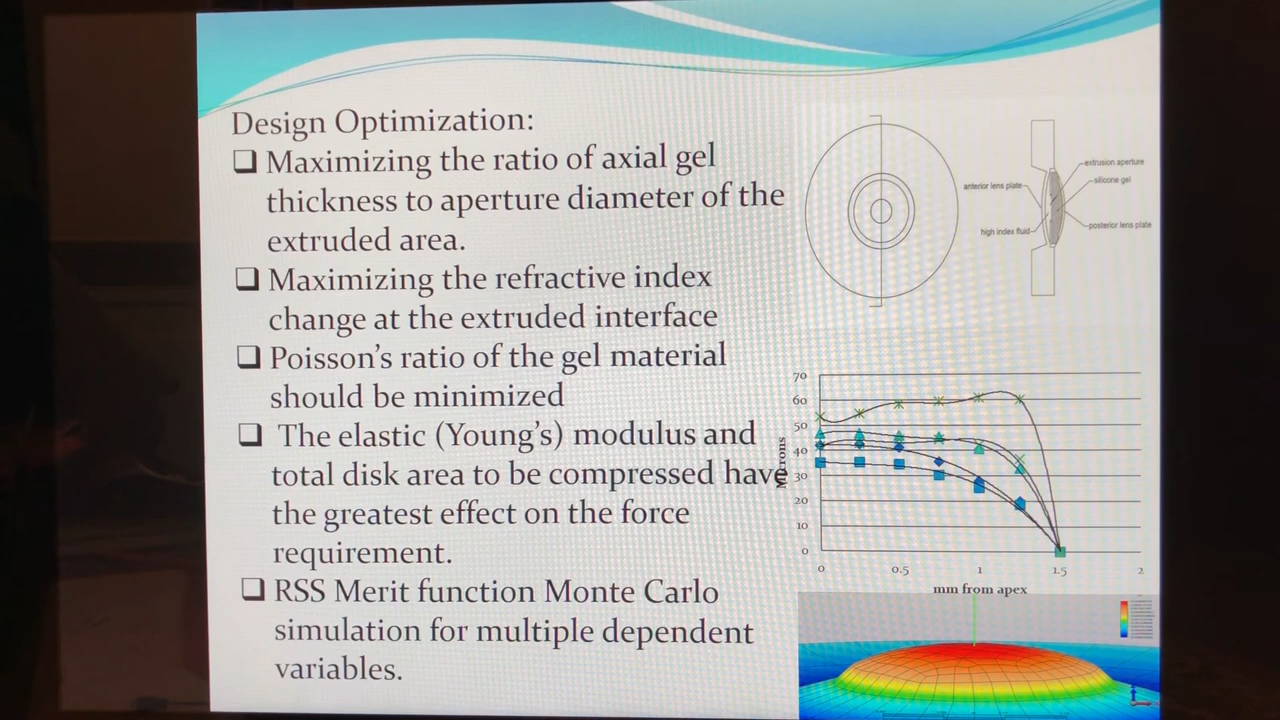 Design Optimization:
❑ Maximizing the ratio of axial gel
thickness to aperture diameter of the
extruded area.
❑ Maximizing the refractive index
change at the extruded interface
❑ Poisson's ratio of the gel material
should be minimized
❑ The elastic (Young's) modulus and
total disk area to be compressed have
the greatest effect on the force
requirement.
❑ RSS Merit function Monte Carlo
simulation for multiple dependent
variables.
extrusion aperture
silicone gel
anterior lens plate
high index fluid
posterior lens plate
Microns
70
60
50
40
30
20
10
0
0 0.5 1 1.5 2
mm from apex